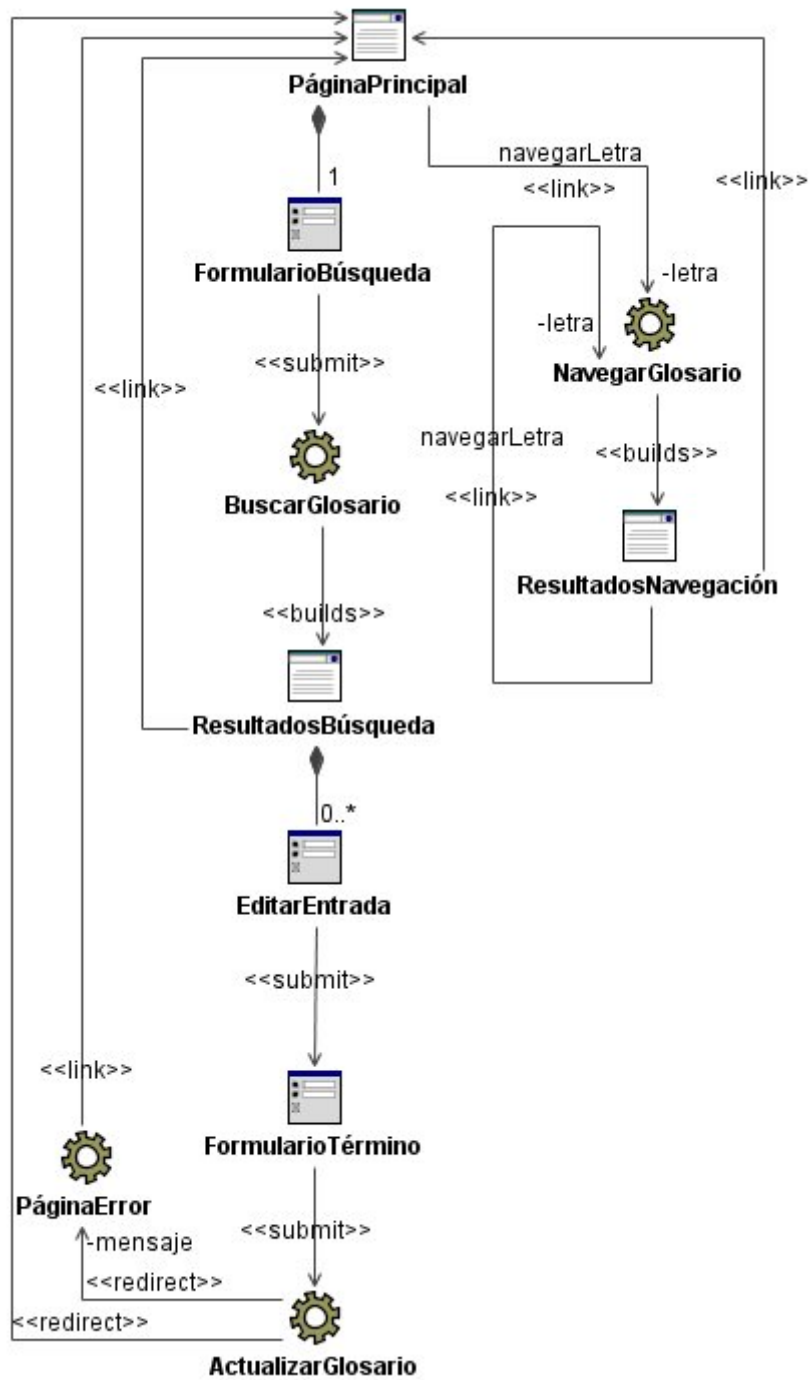 PáginaPrincipal
navegarLetra
<<link>>
<<link>>
1
FormularioBúsqueda
-letra
-letra
NavegarGlosario
<<submit>>
<<link>>
navegarLetra
<<builds>>
<<link>>
BuscarGlosario
ResultadosNavegación
<<builds>>
ResultadosBúsqueda
0..*
EditarEntrada
<<submit>>
<<link>>
FormularioTérmino
PáginaError
<<submit>>
-mensaje
<<redirect>>
<<redirect>>
ActualizarGlosario